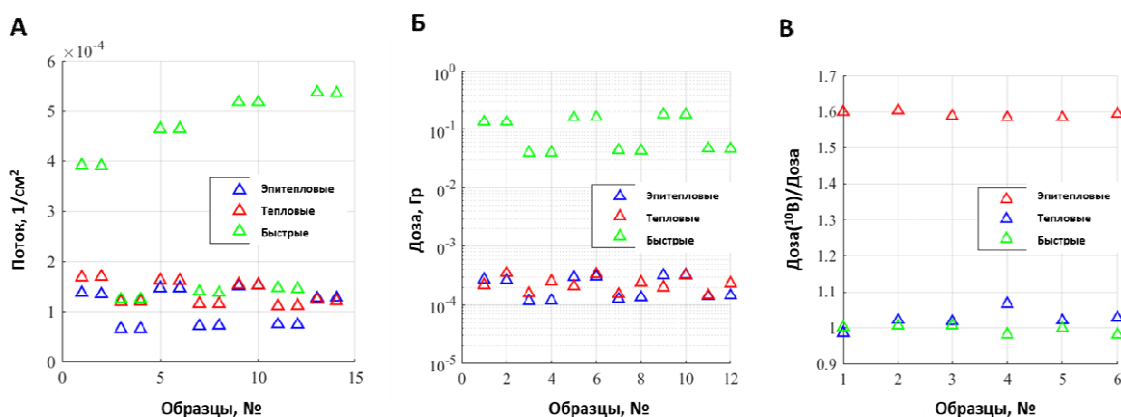 А
Поток, 1/см²
×10⁻⁴
6
5
4
3
2
1
0
0 5 10 15
Эпитепловые
Тепловые
Быстрые
Образцы, №
Б
Доза, Гр
10⁰
10⁻¹
10⁻²
10⁻³
10⁻⁴
10⁻⁵
0 2 4 6 8 10 12
Эпитепловые
Тепловые
Быстрые
Образцы, №
В
Доза(¹⁰B)/Доза
1.7
1.6
1.5
1.4
1.3
1.2
1.1
1.0
0.9
1 2 3 4 5 6
Эпитепловые
Тепловые
Быстрые
Образцы, №